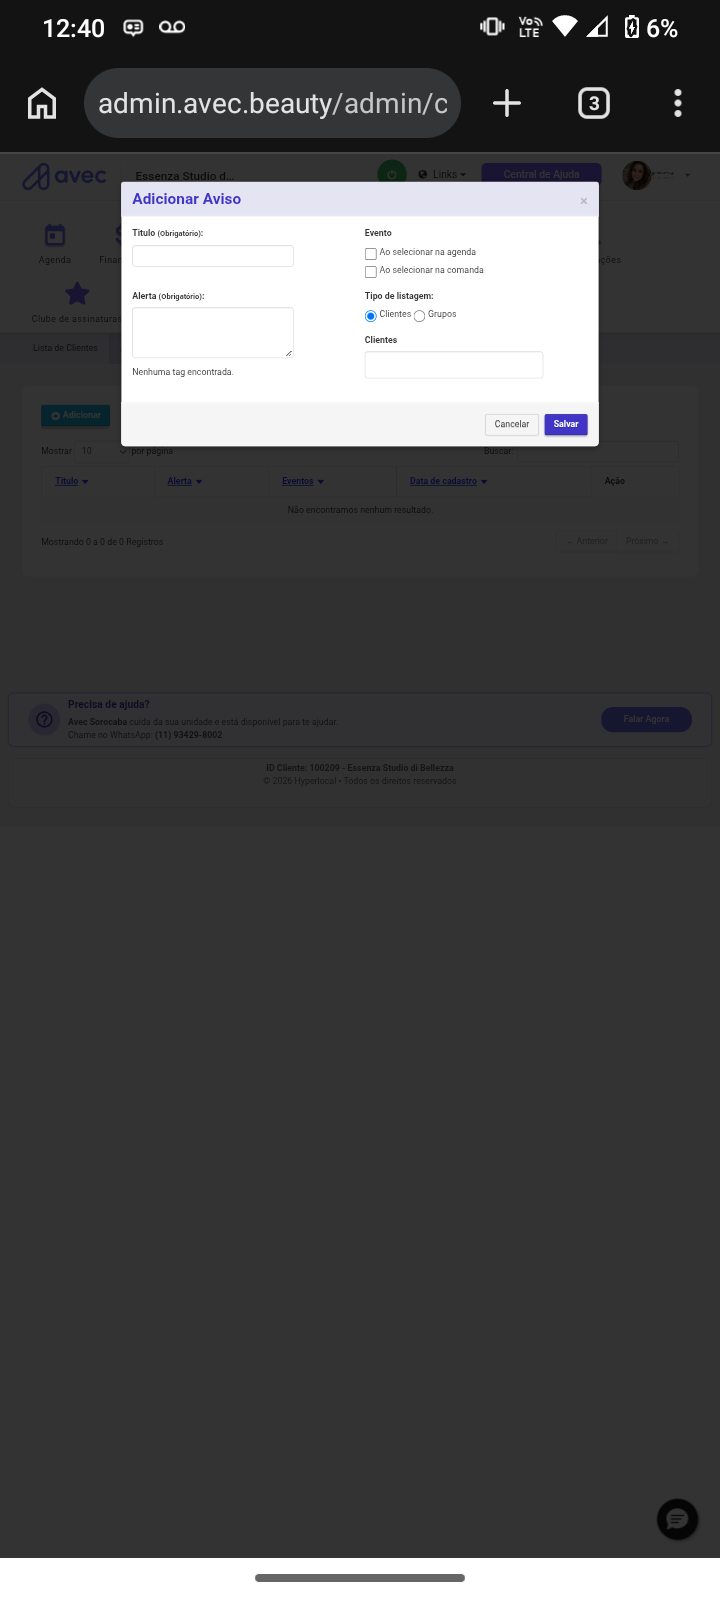 12:40
Vo LTE
6%
admin.avec.beauty/admin/c
3
avec
Essenza Studio d...
Links
Central de Ajuda
Adicionar Aviso
×
Título (Obrigatório):
Evento
Ao selecionar na agenda
Ao selecionar na comanda
Alerta (Obrigatório):
Tipo de listagem:
Clientes
Grupos
Clientes
Nenhuma tag encontrada.
Cancelar
Salvar
Agenda
Finan
ções
Clube de assinaturas
Lista de Clientes
Adicionar
Mostrar
10
por página
Buscar:
Título
Alerta
Eventos
Data de cadastro
Ação
Não encontramos nenhum resultado.
Mostrando 0 a 0 de 0 Registros
← Anterior
Próximo →
Precisa de ajuda?
Avec Sorocaba cuida da sua unidade e está disponível para te ajudar.
Chame no WhatsApp: (11) 93429-8002
Falar Agora
ID Cliente: 100209 - Essenza Studio di Bellezza
© 2026 Hyperlocal • Todos os direitos reservados